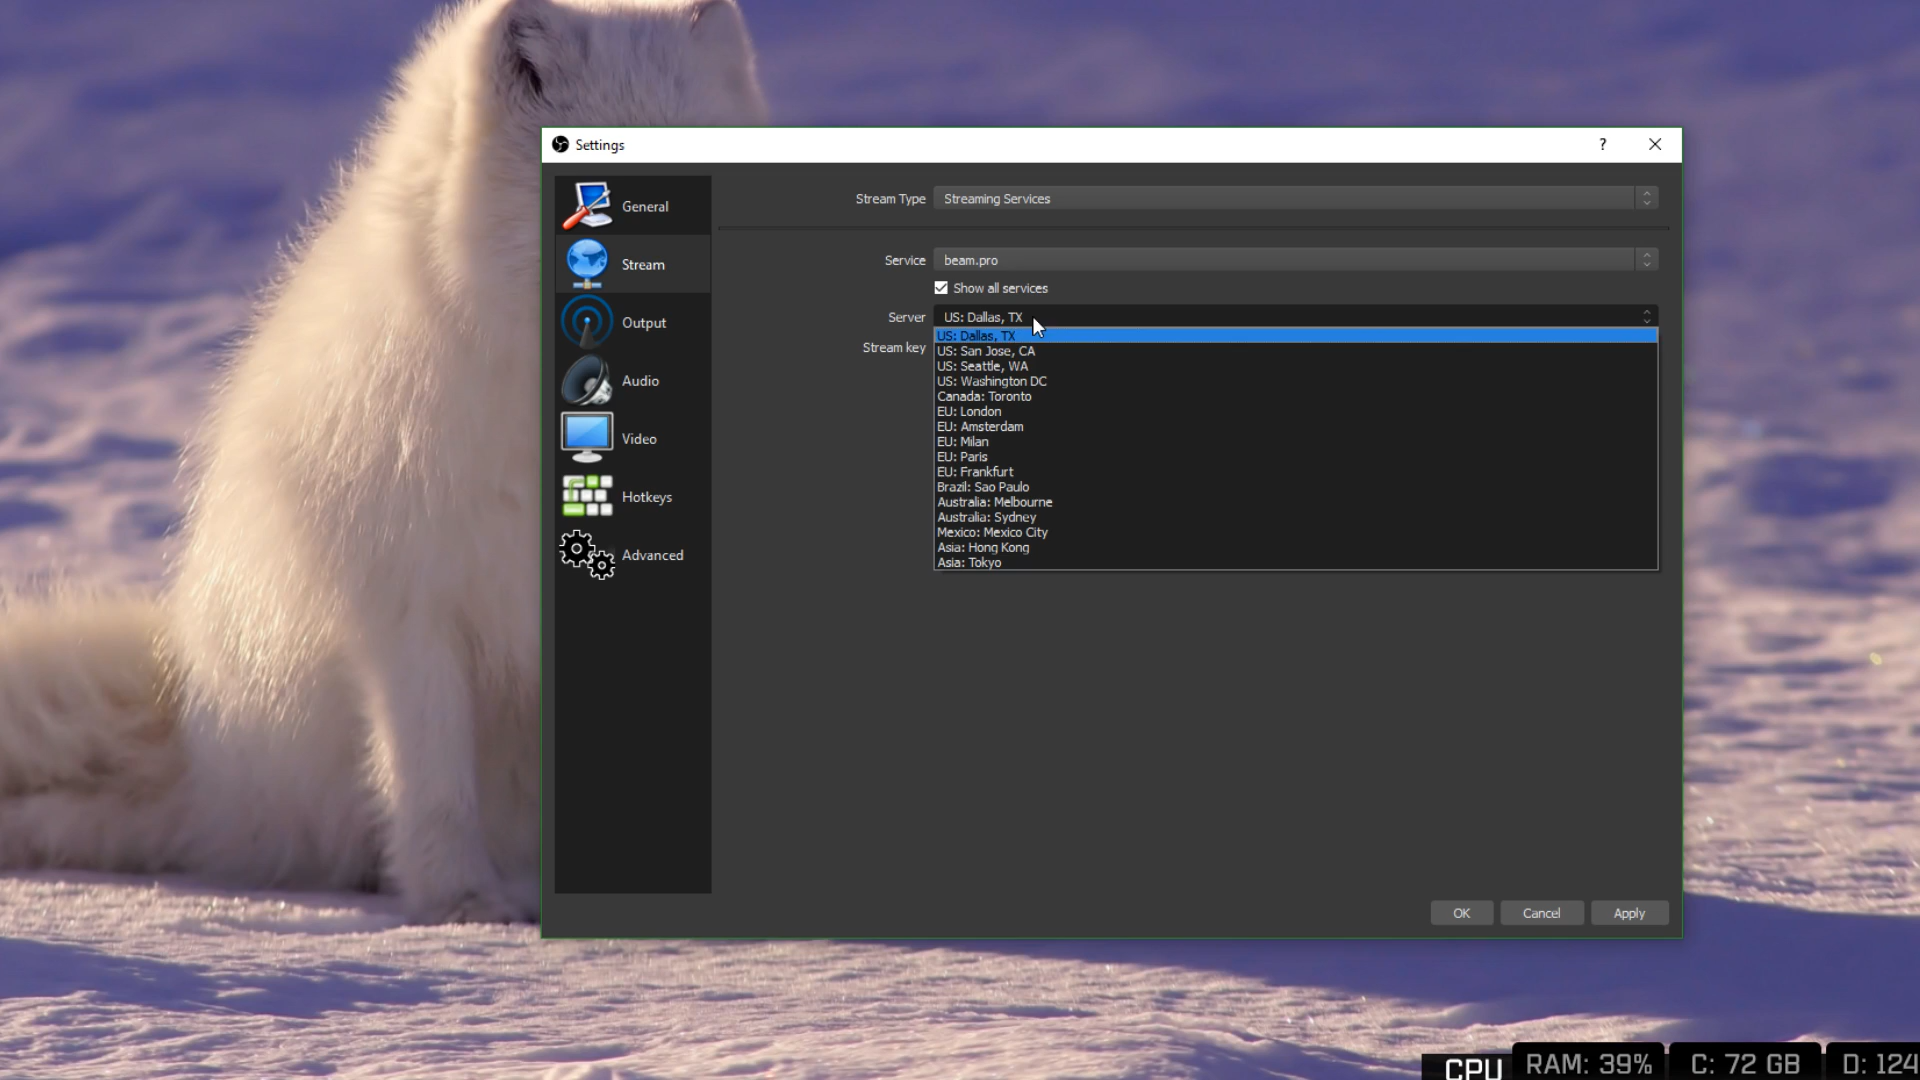 Settings
?
General
Stream
Output
Audio
Video
Hotkeys
Advanced
Stream Type Streaming Services
Service beam.pro
Show all services
Server US: Dallas, TX
Stream key
US: Dallas, TX
US: San Jose, CA
US: Seattle, WA
US: Washington DC
Canada: Toronto
EU: London
EU: Amsterdam
EU: Milan
EU: Paris
EU: Frankfurt
Brazil: Sao Paulo
Australia: Melbourne
Australia: Sydney
Mexico: Mexico City
Asia: Hong Kong
Asia: Tokyo
OK Cancel Apply
CPU RAM: 39% C: 72 GB D: 124